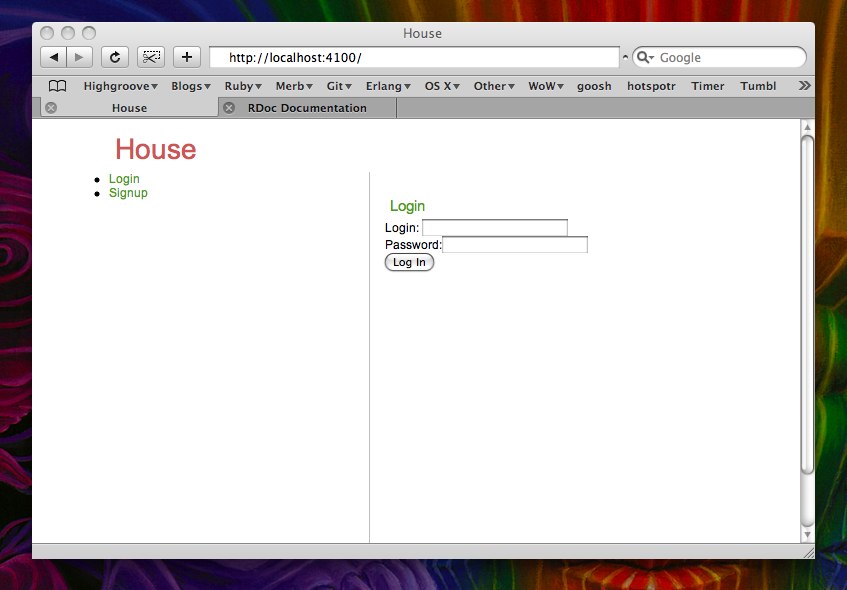 House
http://localhost:4100/
Google
Highgroove Blogs Ruby Merb Git Erlang OS X Other WoW goosh hotspotr Timer Tumbl
House RDoc Documentation
House
Login
Signup
Login
Login:
Password:
Log In